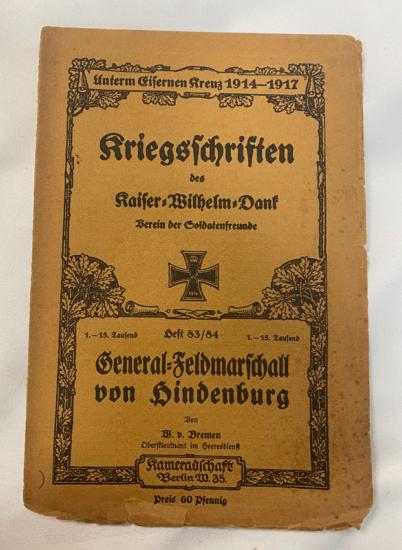 Unterm Eisernen Kreuz 1914—1917
Kriegsschriften
des
Kaiser-Wilhelm-Dank
Verein der Soldatenfreunde
1.—15. Tausend Heft 83/84 1.—15. Tausend
General-Feldmarschall
von Hindenburg
Von
W. v. Bremen
Oberstleutnant im Heeresdienst
Kameradschaft
Berlin W. 35.
Preis 60 Pfennig